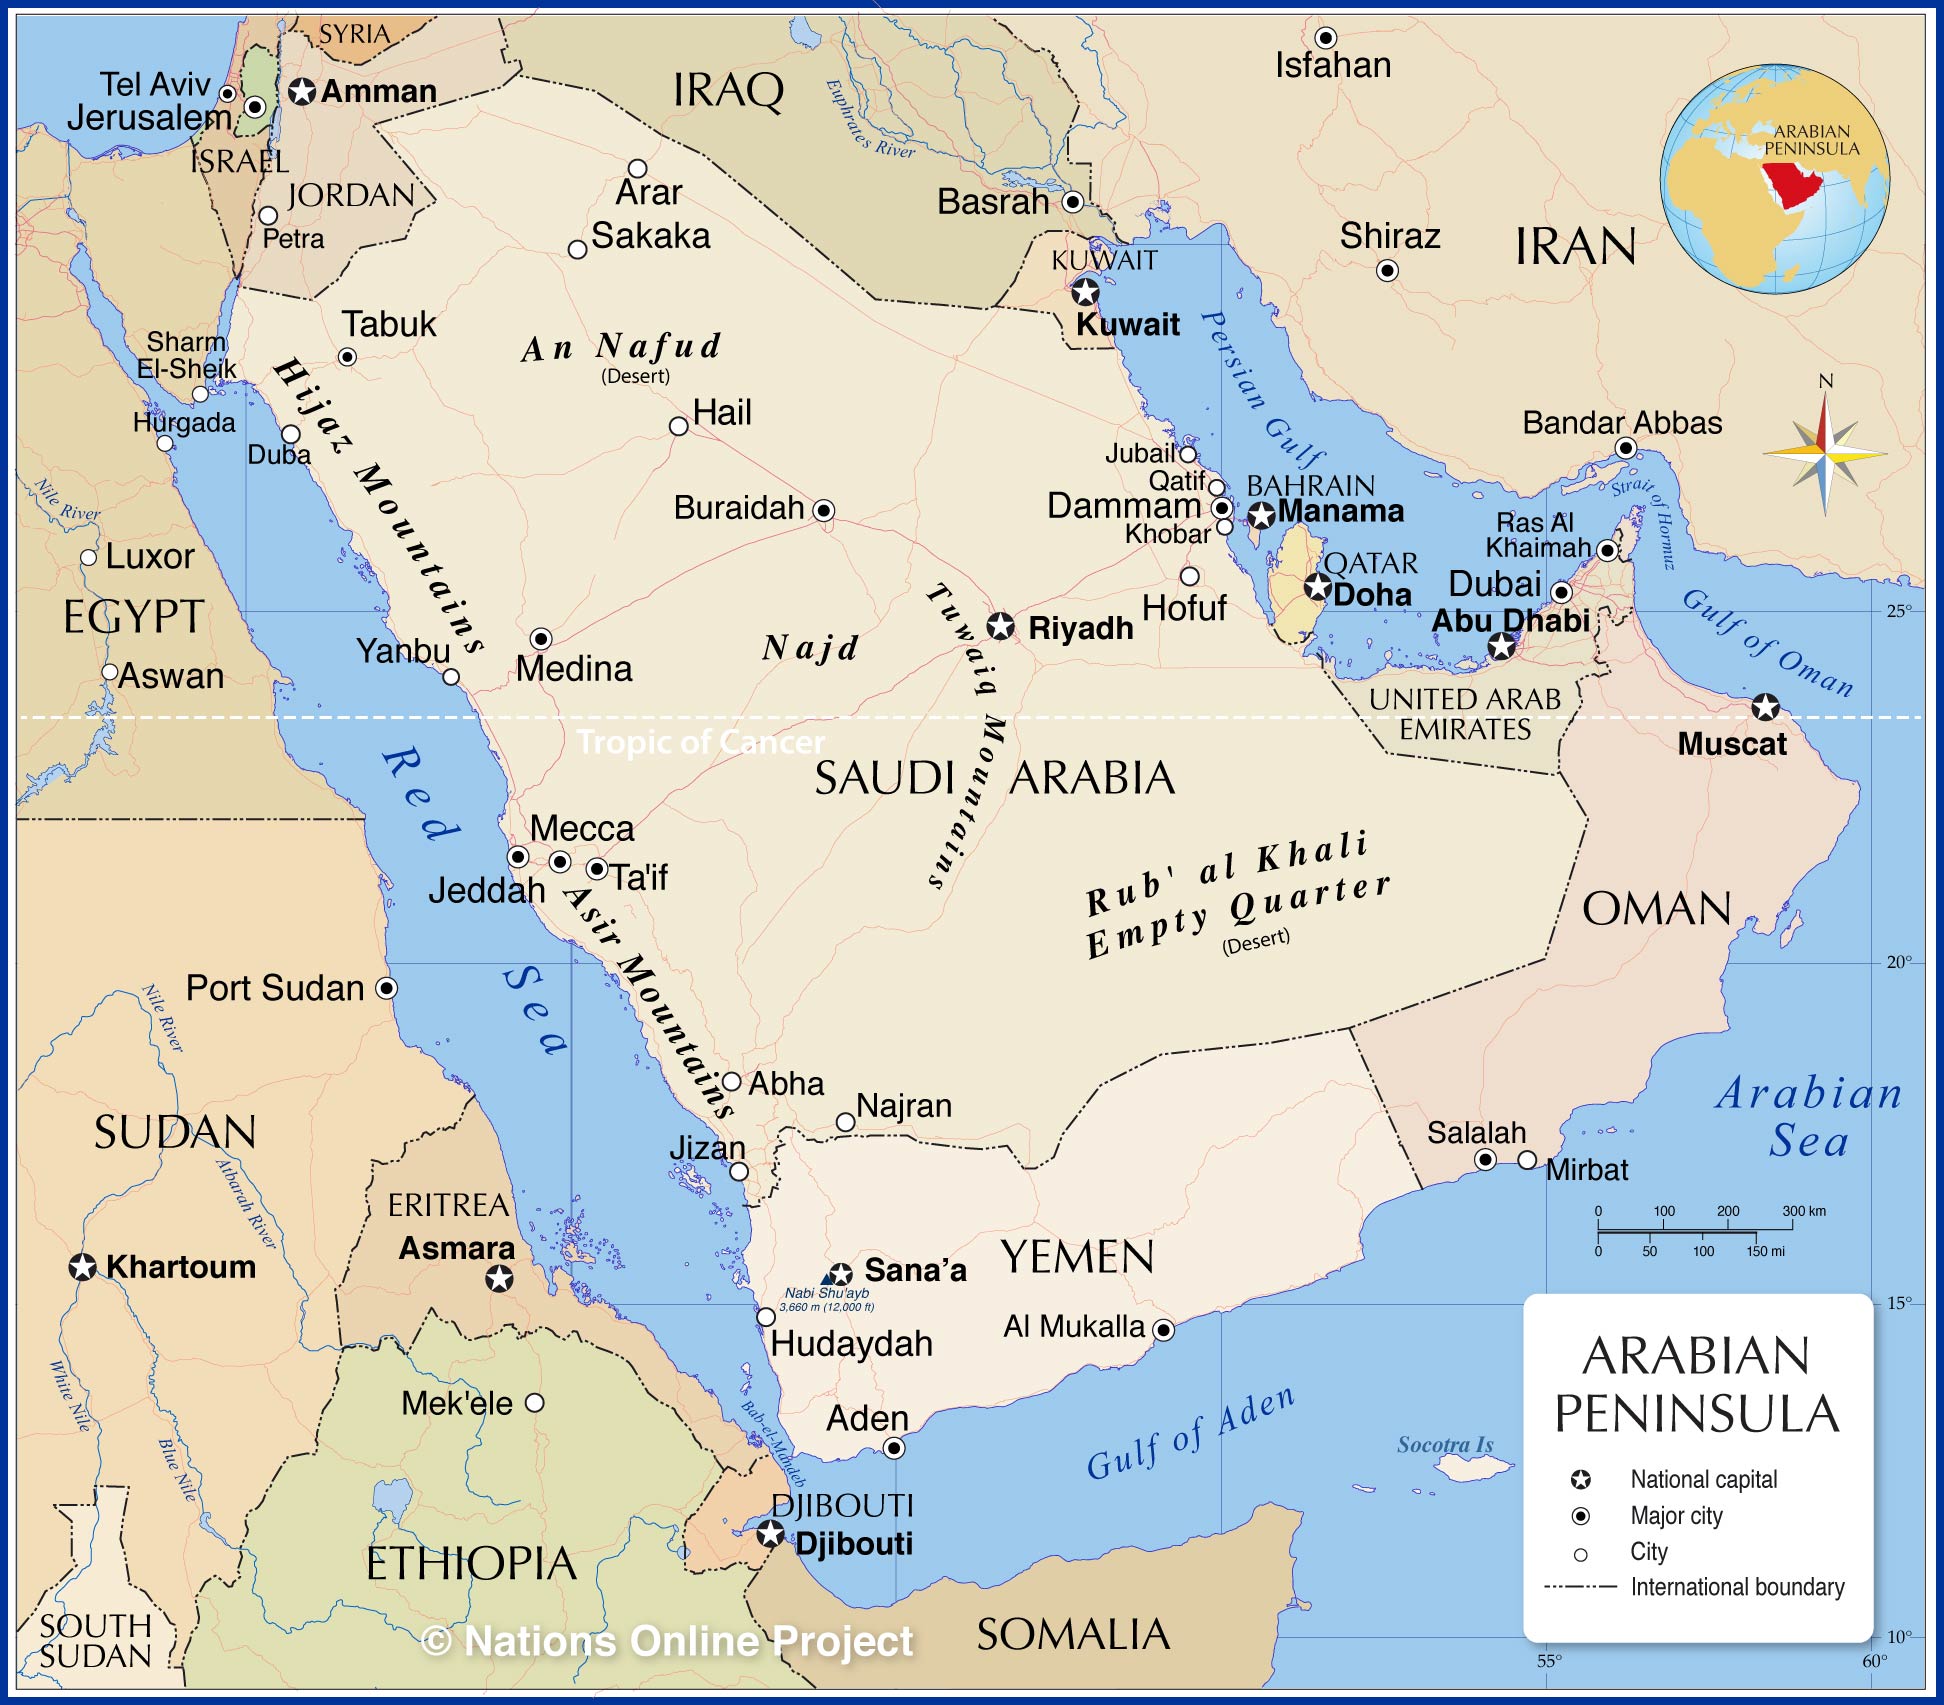 SYRIA
Tel Aviv
Amman
Jerusalem
ISRAEL
JORDAN
Petra
IRAQ
Euphrates River
Isfahan
ARABIAN
PENINSULA
Arar
Sakaka
Basrah
KUWAIT
Kuwait
Shiraz
IRAN
Persian Gulf
N
Tabuk
An Nafud
(Desert)
Sharm
El-Sheik
Hurgada
Duba
Hijaz Mountains
Hail
Buraidah
Jubail
Qatif
Dammam
Khobar
Hofuf
BAHRAIN
Manama
QATAR
Doha
Bandar Abbas
Strait of Hormuz
Ras Al
Khaimah
Dubai
Abu Dhabi
Gulf of Oman
25°
Nile River
Luxor
EGYPT
Aswan
Yanbu
Medina
Najd
Tuwaiq Mountains
Riyadh
UNITED ARAB
EMIRATES
Muscat
Tropic of Cancer
SAUDI ARABIA
Red Sea
Mecca
Jeddah
Ta'if
Asir Mountains
Rub' al Khali
Empty Quarter
(Desert)
OMAN
20°
Port Sudan
Nile River
SUDAN
Atbarah River
Abha
Najran
Jizan
Salalah
Mirbat
Arabian
Sea
0 100 200 300 km
0 50 100 150 mi
ERITREA
Asmara
Khartoum
White Nile
Blue Nile
Sana’a
Nabi Shu'ayb
3,660 m (12,000 ft)
YEMEN
Hudaydah
Al Mukalla
15°
Mek'ele
Aden
Bab-el-Mandeb
Gulf of Aden
Socotra Is
DJIBOUTI
Djibouti
ETHIOPIA
SOUTH
SUDAN
SOMALIA
© Nations Online Project
ARABIAN
PENINSULA
National capital
Major city
City
International boundary
10°
55°
60°